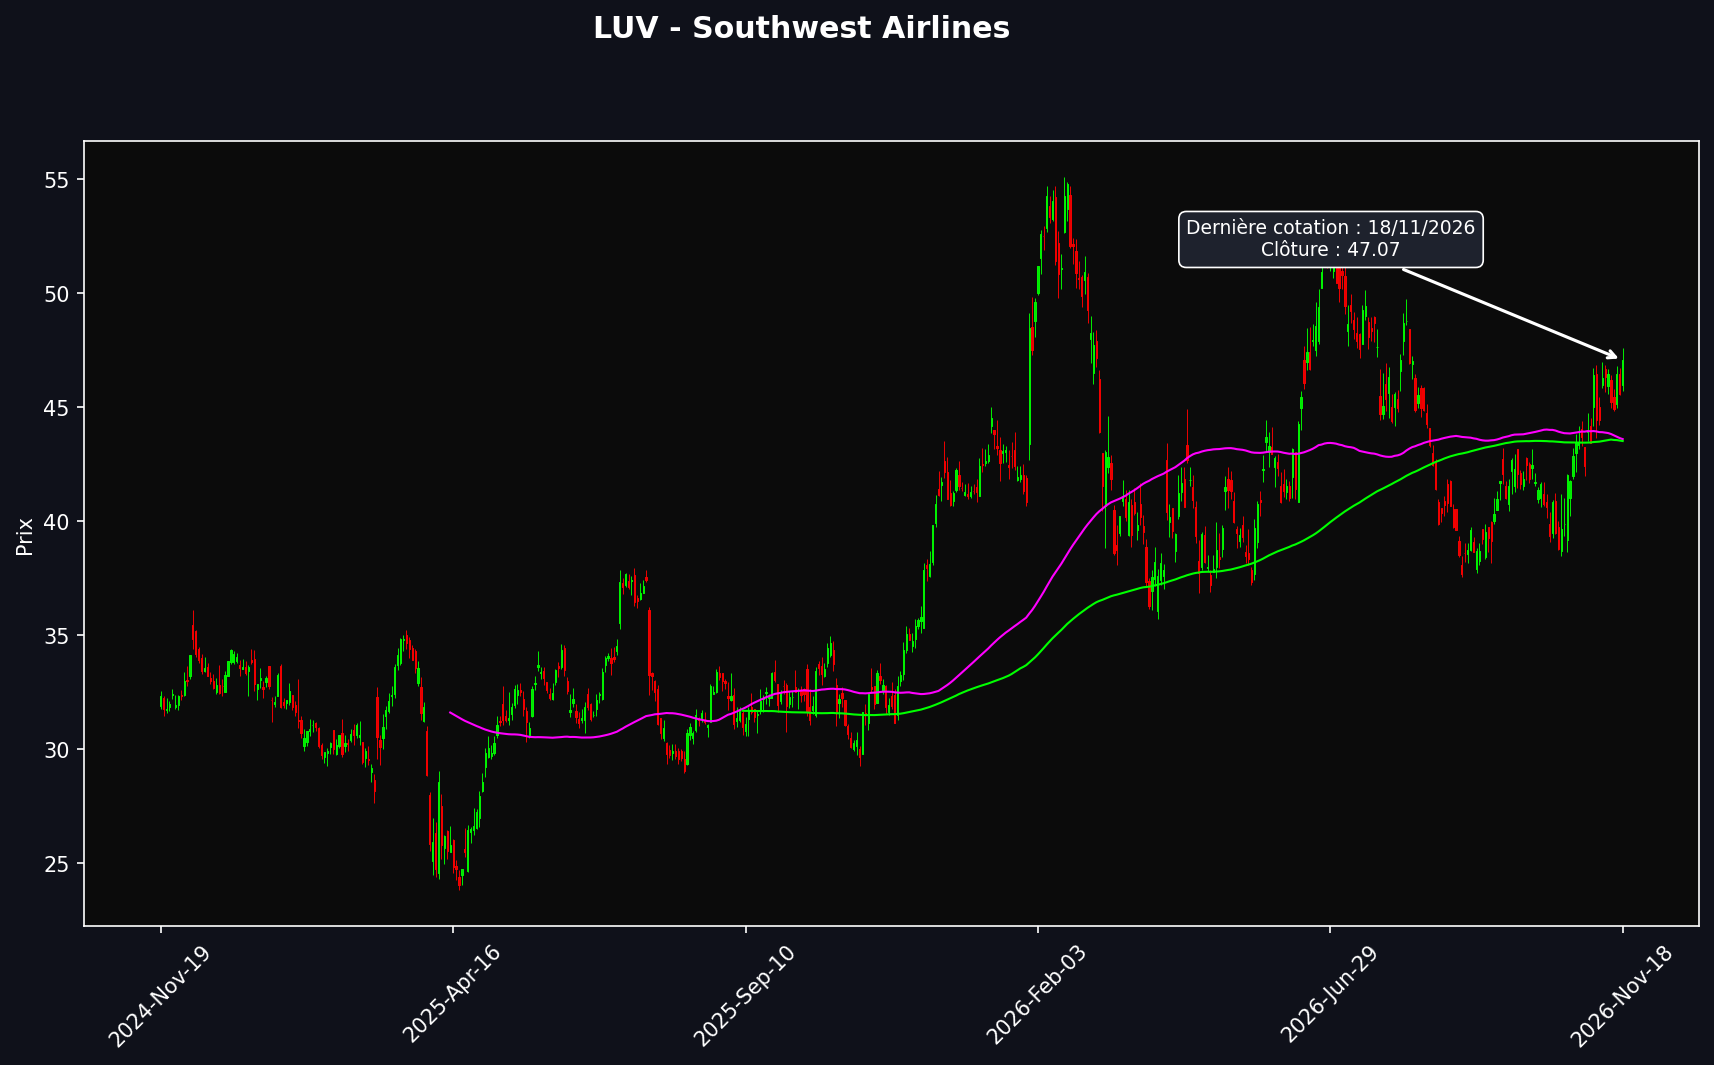 LUV - Southwest Airlines
Prix
55
50
45
40
35
30
25
Dernière cotation : 18/11/2026
Clôture : 47.07
2024-Nov-19
2025-Apr-16
2025-Sep-10
2026-Feb-03
2026-Jun-29
2026-Nov-18